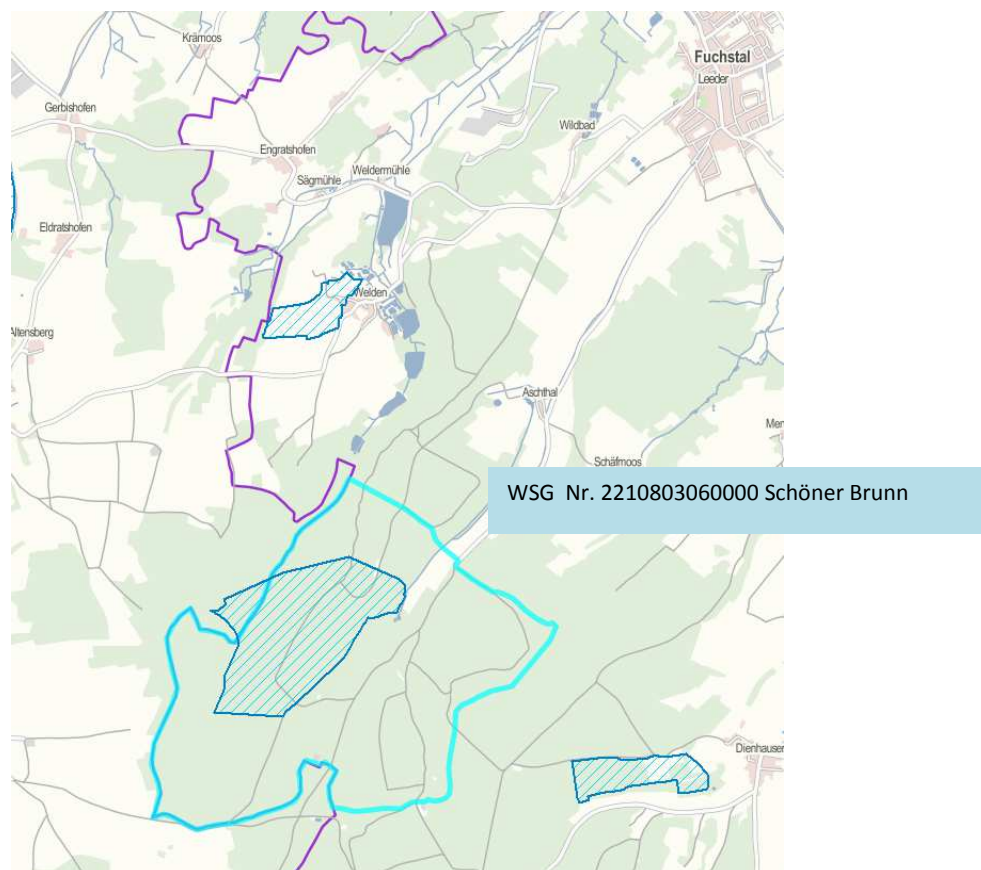 Kramoos
Fuchstal
Leeder
Gerbishofen
Wildbad
Engratshofen
Weldermühle
Sägmühle
Eldratshofen
Welden
Altensberg
Aschthal
Men
Schäfmoos
WSG Nr. 2210803060000 Schöner Brunn
Dienhausen